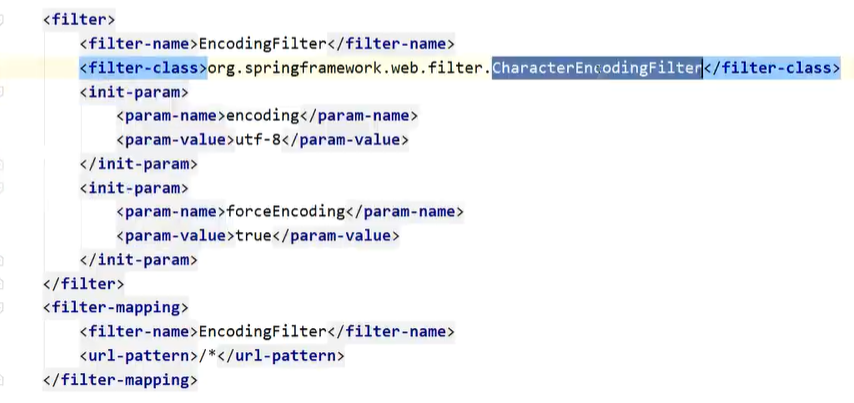 <filter>
<filter-name>EncodingFilter</filter-name>
<filter-class>org.springframework.web.filter.CharacterEncodingFilter</filter-class>
<init-param>
<param-name>encoding</param-name>
<param-value>utf-8</param-value>
</init-param>
<init-param>
<param-name>forceEncoding</param-name>
<param-value>true</param-value>
</init-param>
</filter>
<filter-mapping>
<filter-name>EncodingFilter</filter-name>
<url-pattern>/*</url-pattern>
</filter-mapping>